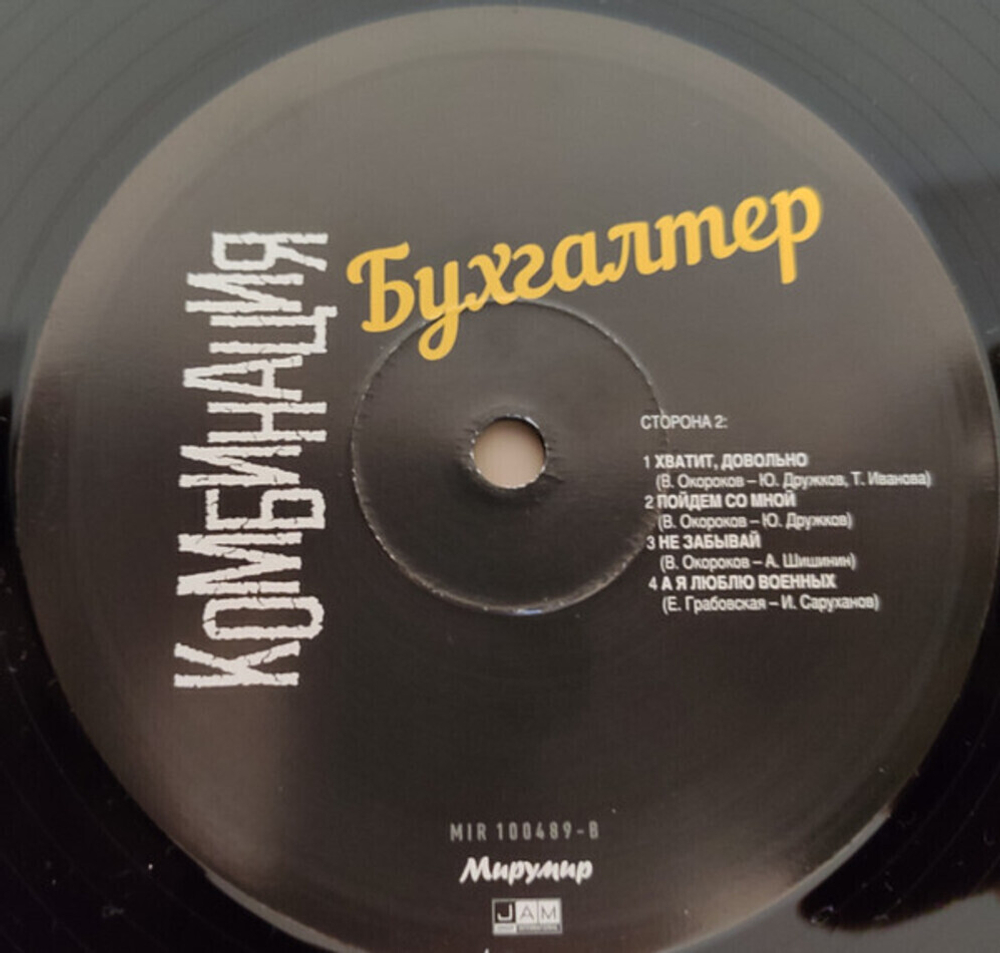 КОМБИНАЦИЯ
Бухгалтер
СТОРОНА 2:
1 ХВАТИТ, ДОВОЛЬНО
(В. Окороков – Ю. Дружков, Т. Иванова)
2 ПОЙДЕМ СО МНОЙ
(В. Окороков – Ю. Дружков)
3 НЕ ЗАБЫВАЙ
(В. Окороков – А. Шишинин)
4 А Я ЛЮБЛЮ ВОЕННЫХ
(Е. Грабовская – И. Саруханов)
MIR 100489-B
Мирумир
JAM